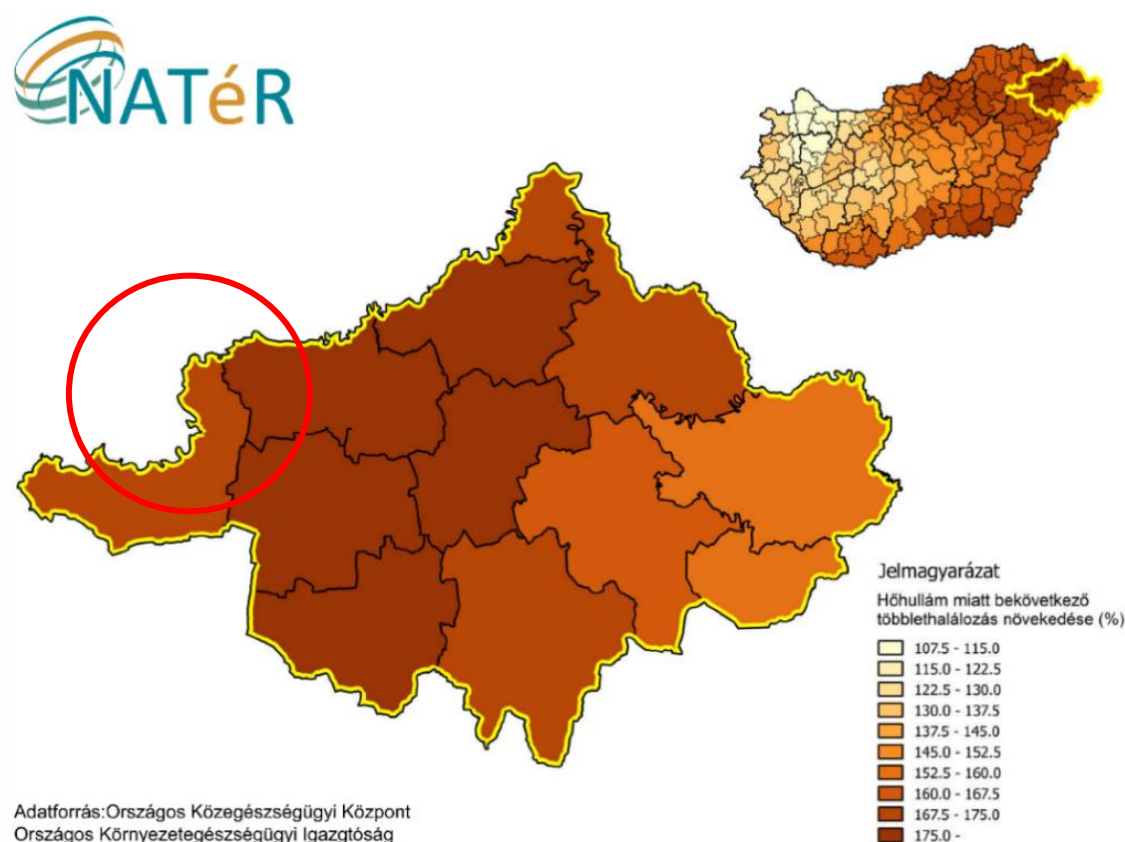 NATéR
Jelmagyarázat
Hőhullám miatt bekövetkező
többlethalálozás növekedése (%)
107.5 - 115.0
115.0 - 122.5
122.5 - 130.0
130.0 - 137.5
137.5 - 145.0
145.0 - 152.5
152.5 - 160.0
160.0 - 167.5
167.5 - 175.0
175.0 -
Adatforrás:Országos Közegészségügyi Központ
Országos Környezetegészségügyi Igazgtóság